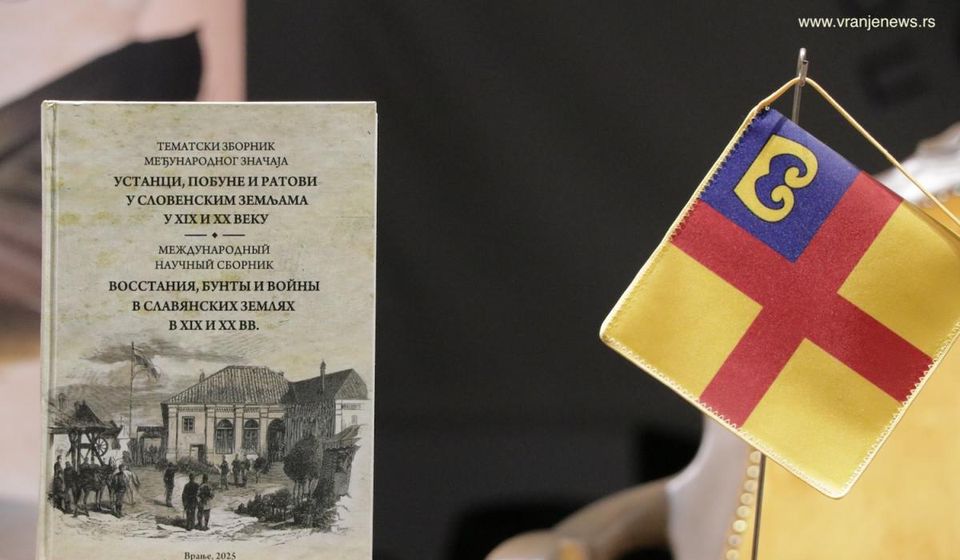 www.vranjenews.rs
ТЕМАТСКИ ЗБОРНИК
МЕЂУНАРОДНОГ ЗНАЧАЈА
УСТАНЦИ, ПОБУНЕ И РАТОВИ
У СЛОВЕНСКИМ ЗЕМЉАМА
У XIX И XX ВЕКУ
МЕЖДУНАРОДНЫЙ
НАУЧНЫЙ СБОРНИК
ВОССТАНИЯ, БУНТЫ И ВОЙНЫ
В СЛАВЯНСКИХ ЗЕМЛЯХ
В XIX И XX ВВ.
Врање, 2025